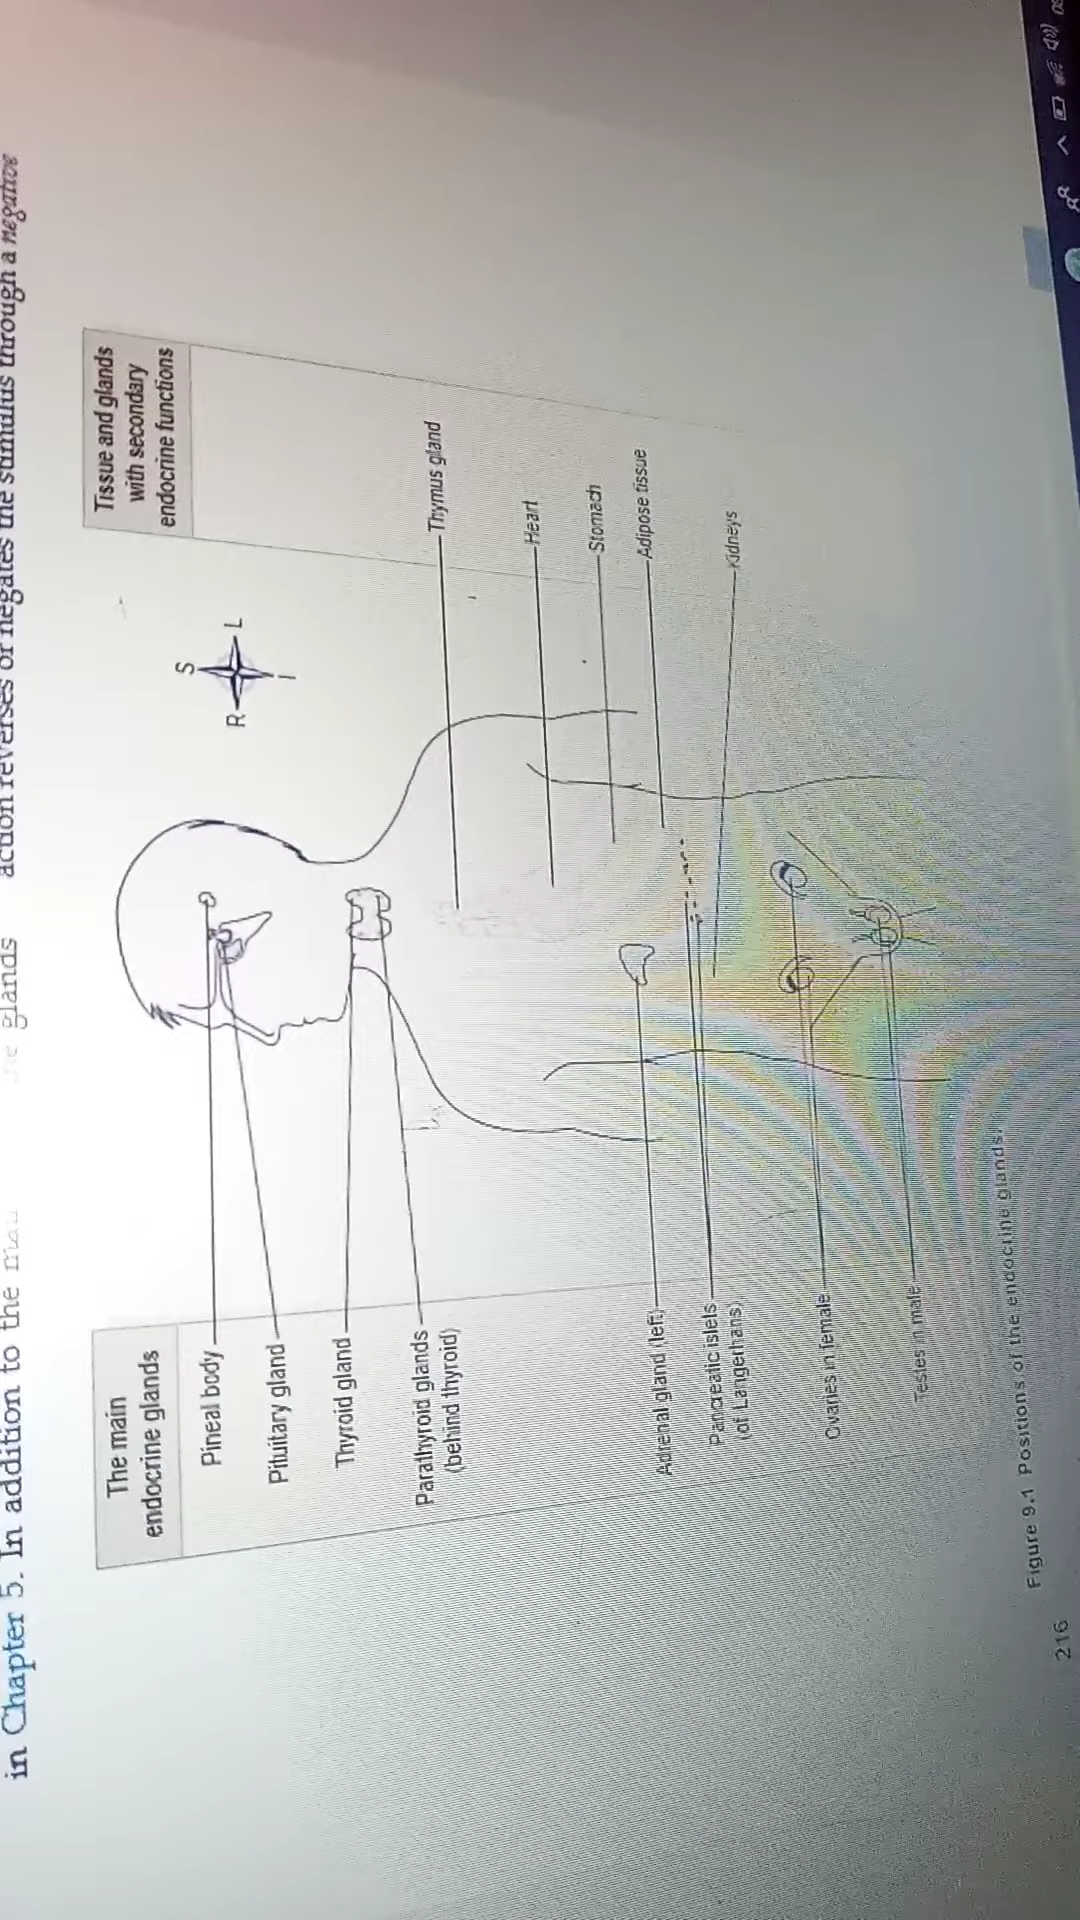 in Chapter 5. In addition to the
glands
action reverses or negates the stimulus through a negative
The main
endocrine glands
Pineal body
Pituitary gland
Thyroid gland
Parathyroid glands
(behind thyroid)
Adrenal gland (left)
Pancreatic islets
(of Langerhans)
Ovaries in female
Testes in male
S
R
L
I
Tissue and glands
with secondary
endocrine functions
Thymus gland
Heart
Stomach
Adipose tissue
Kidneys
Figure 9.1 Positions of the endocrine glands.
216